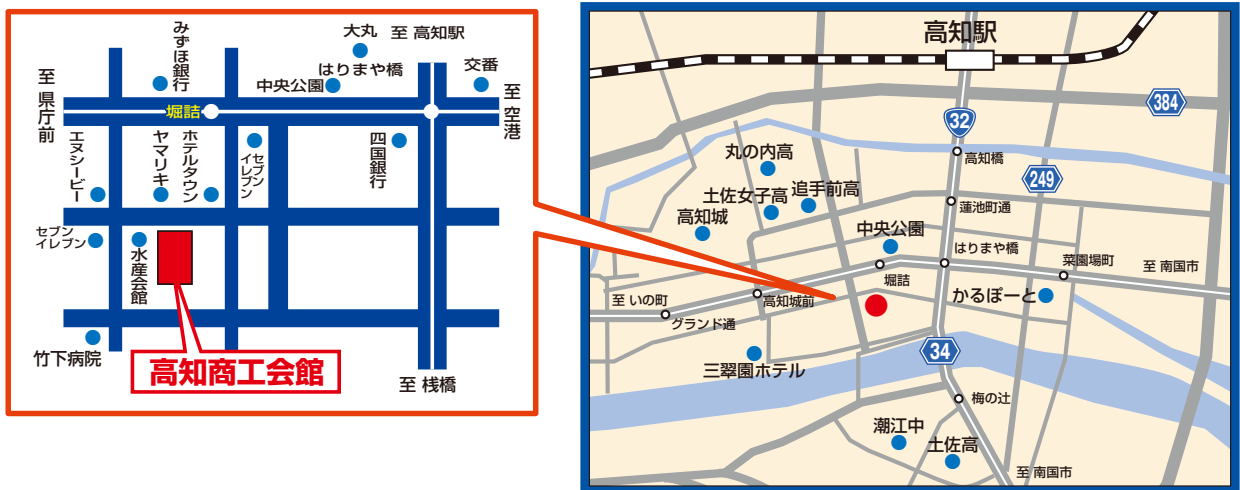 みずほ銀行
大丸
至 高知駅
はりまや橋
中央公園
交番
至 県庁前
堀詰
至 空港
エヌシービー
ヤマリキ
ホテルタウン
セブン
イレブン
四国銀行
セブン
イレブン
水産会館
竹下病院
高知商工会館
至 桟橋
高知駅
384
32
高知橋
丸の内高
249
土佐女子高
追手前高
蓮池町通
高知城
中央公園
はりまや橋
菜園場町
至 南国市
堀詰
高知城前
至 いの町
グランド通
かるぽーと
34
三翠園ホテル
梅の辻
潮江中
土佐高
至 南国市